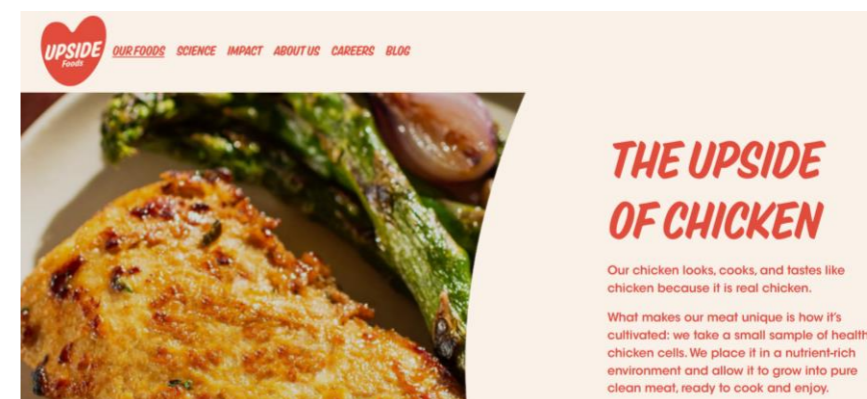 UPSIDE
Foods
OUR FOODS SCIENCE IMPACT ABOUT US CAREERS BLOG
THE UPSIDE
OF CHICKEN
Our chicken looks, cooks, and tastes like
chicken because it is real chicken.
What makes our meat unique is how it's
cultivated: we take a small sample of health
chicken cells. We place it in a nutrient-rich
environment and allow it to grow into pure
clean meat, ready to cook and enjoy.